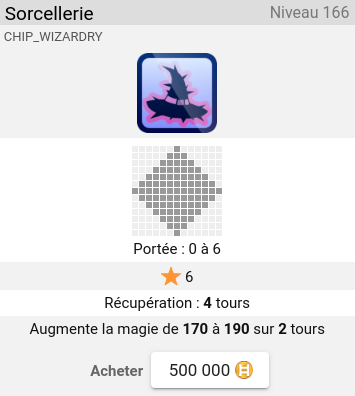 Sorcellerie
Niveau 166
CHIP_WIZARDRY
Portée : 0 à 6
6
Récupération : 4 tours
Augmente la magie de 170 à 190 sur 2 tours
Acheter 500 000